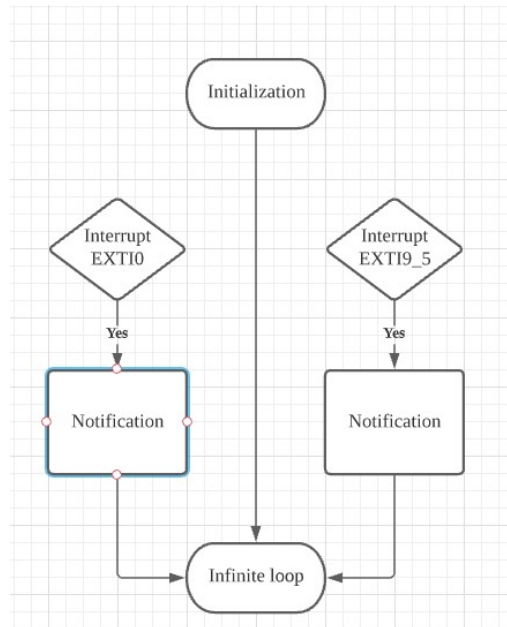 Initialization
Interrupt
EXTI0
Interrupt
EXTI9_5
Yes
Yes
Notification
Notification
Infinite loop